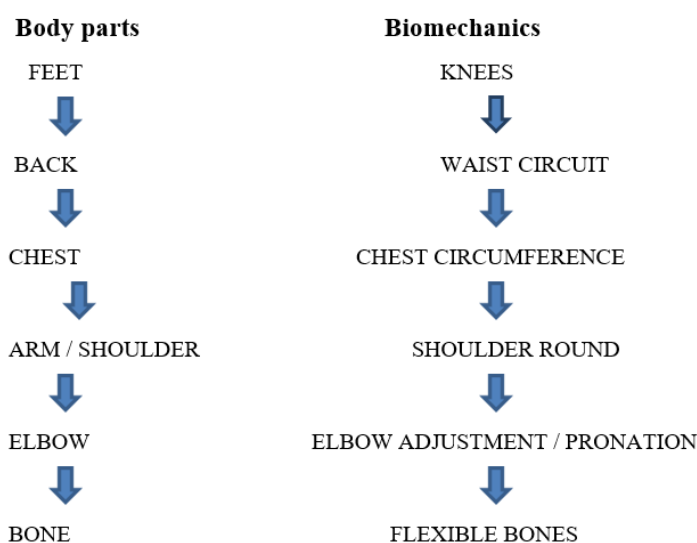 Body parts Biomechanics
FEET KNEES
BACK WAIST CIRCUIT
CHEST CHEST CIRCUMFERENCE
ARM / SHOULDER SHOULDER ROUND
ELBOW ELBOW ADJUSTMENT / PRONATION
BONE FLEXIBLE BONES